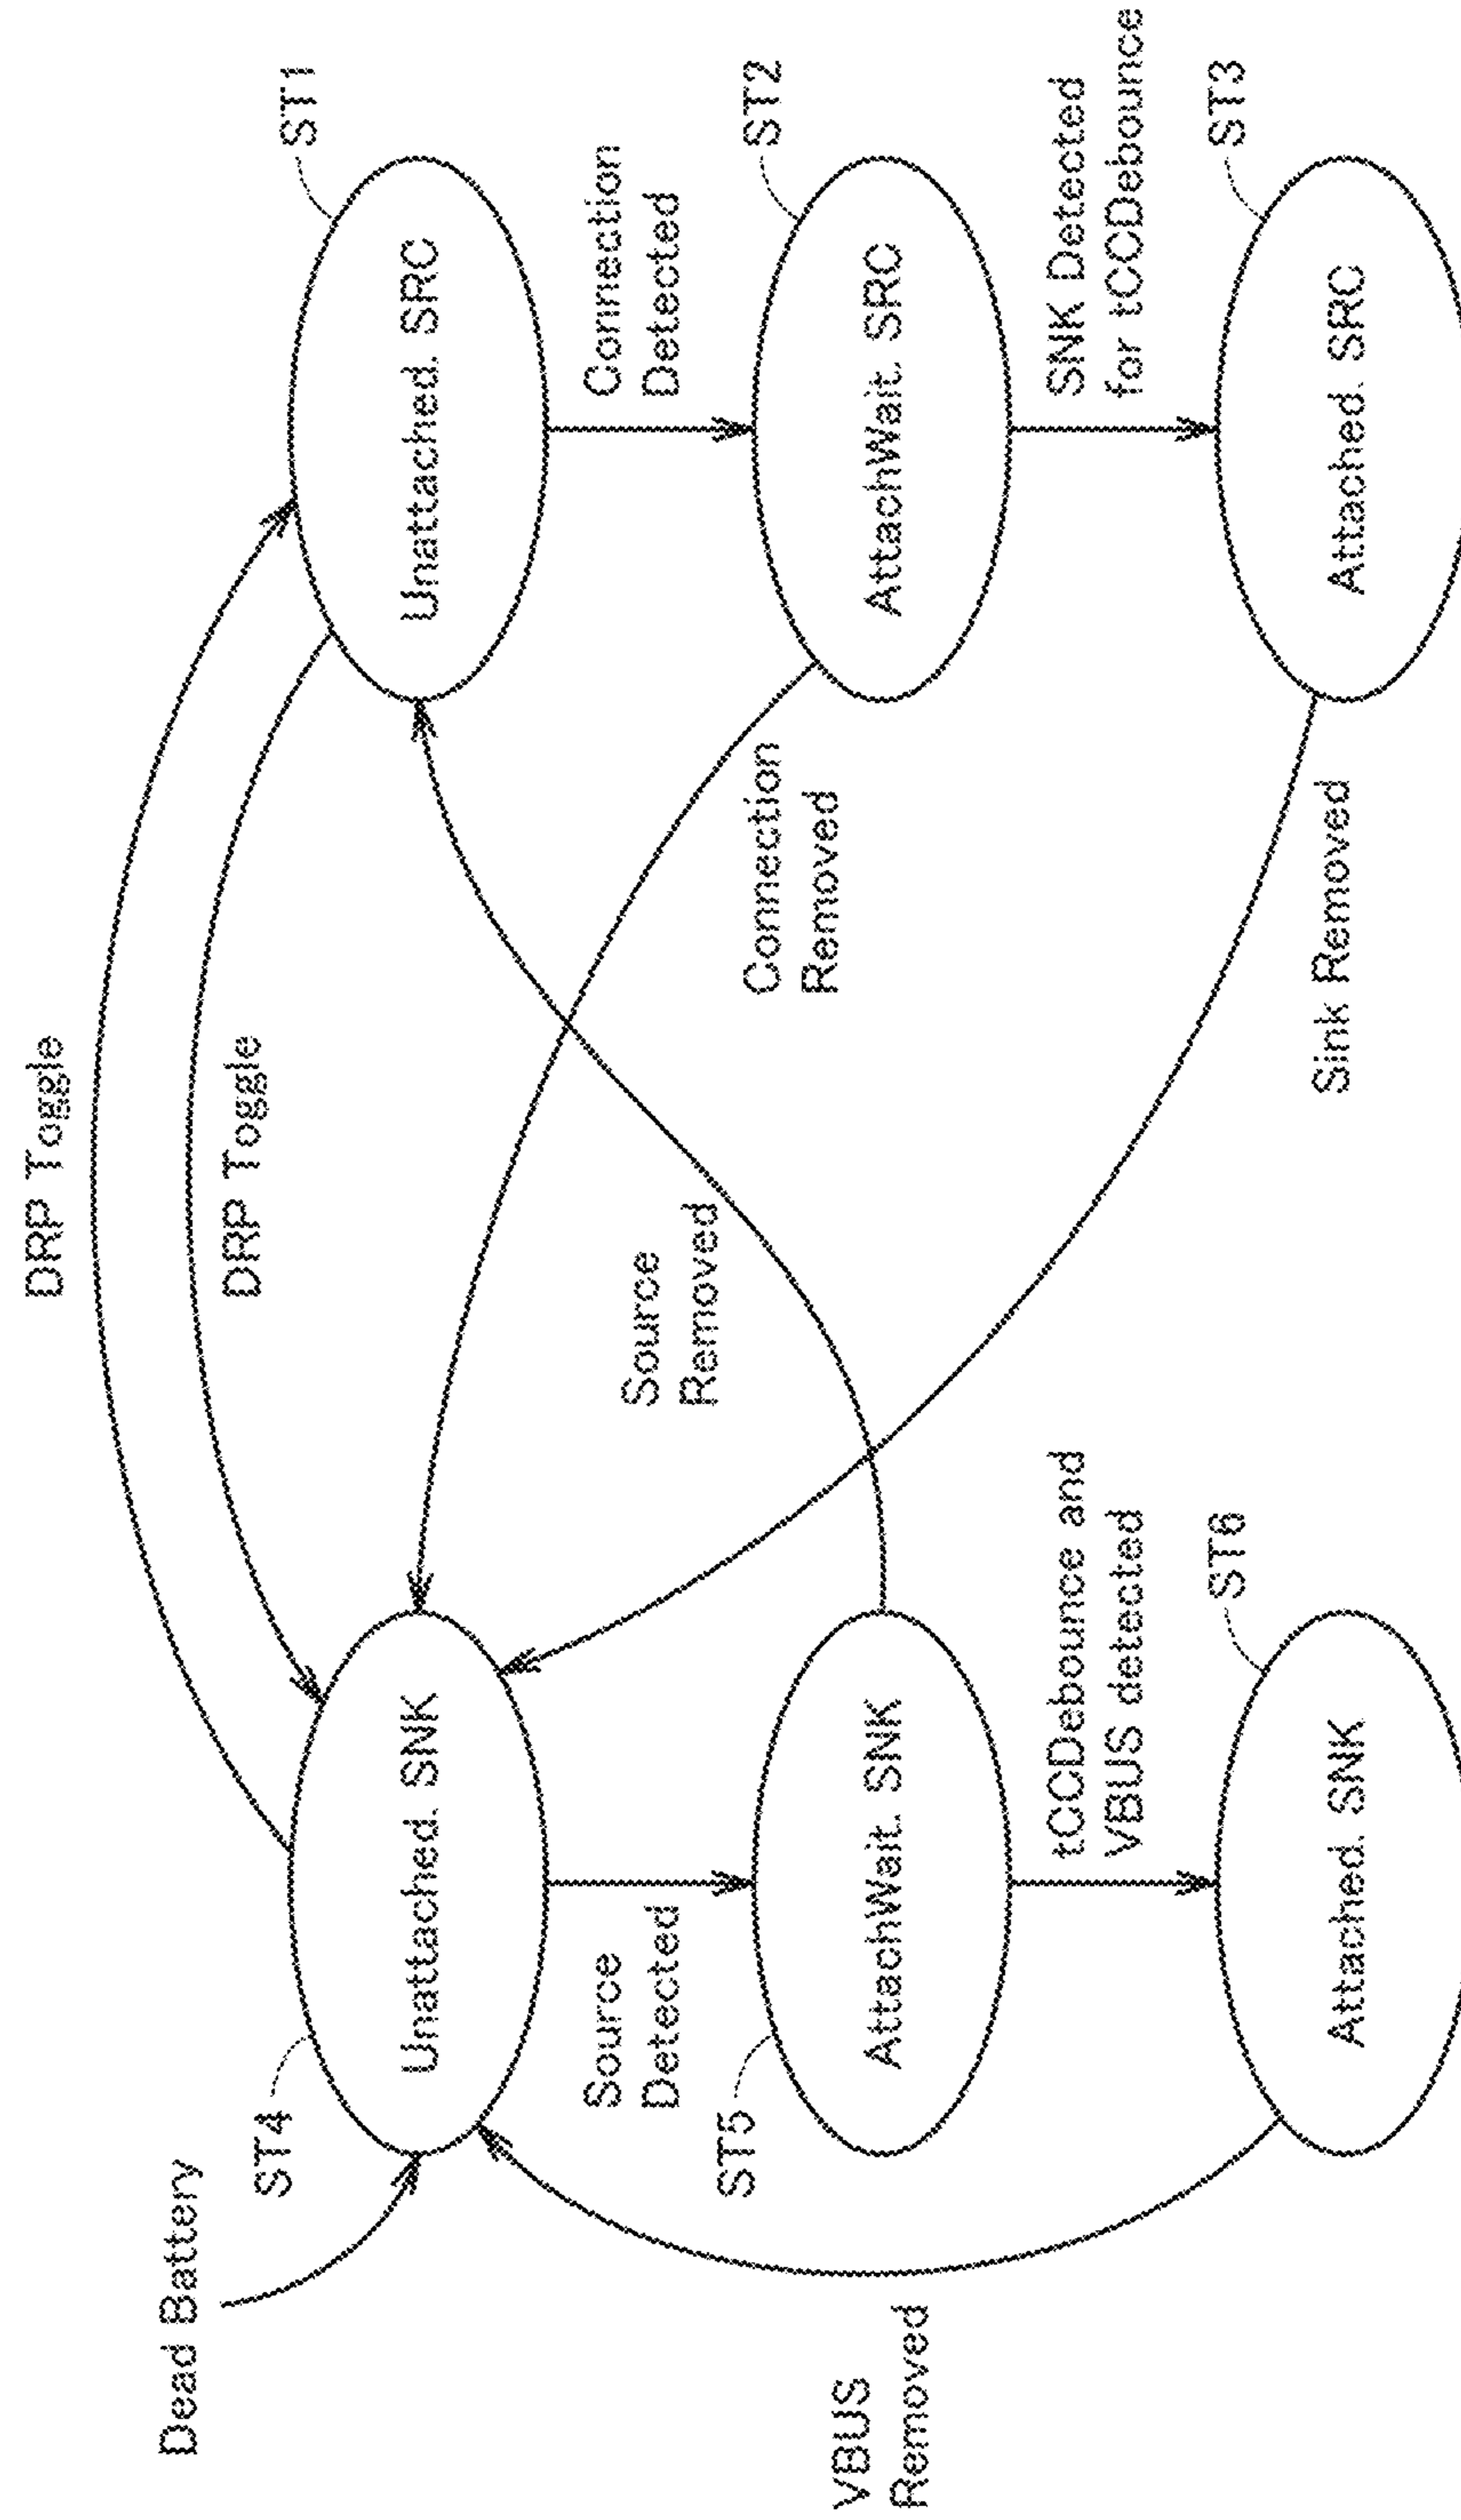 DRP Toggle
DRP Toggle
Dead Battery
ST4
ST1
Unattached. SNK
Unattached. SRC
Source
Detected
Source
Removed
Connection
Detected
ST5
ST2
Connection
Removed
AttachWait. SNK
AttachWait. SRC
VBUS
Removed
tCCDebounce and
VBUS detected
SNK Detected
for tCCDebounce
ST6
ST3
Sink Removed
Attached. SNK
Attached. SRC